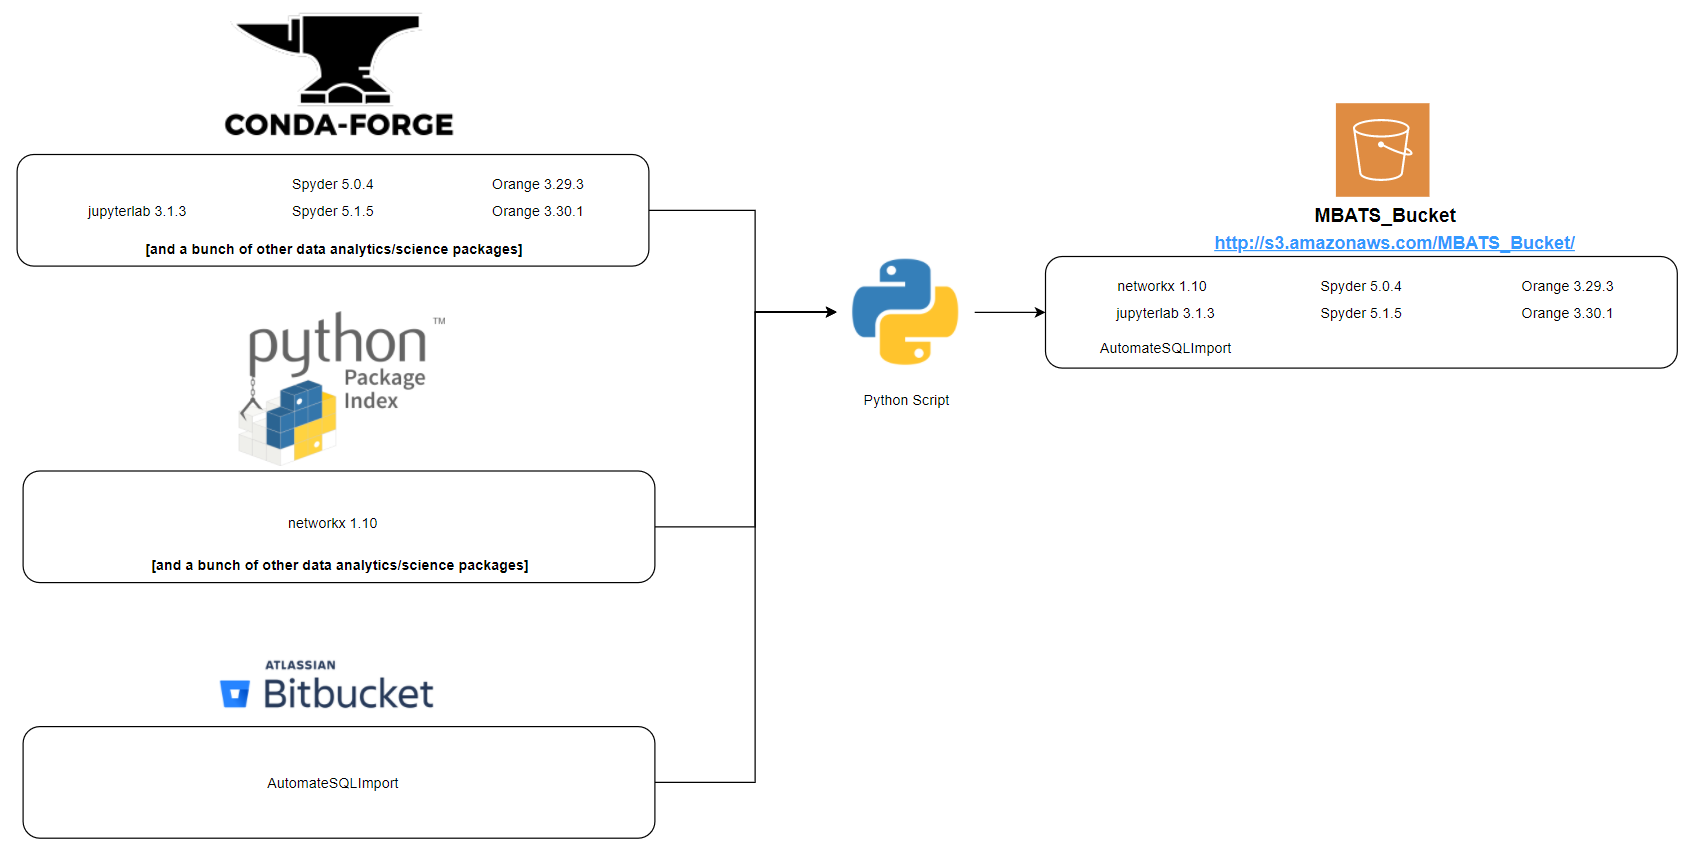 CONDA-FORGE
Spyder 5.0.4 Orange 3.29.3
jupyterlab 3.1.3 Spyder 5.1.5 Orange 3.30.1
[and a bunch of other data analytics/science packages]
python™
Package
Index
networkx 1.10
[and a bunch of other data analytics/science packages]
ATLASSIAN
Bitbucket
AutomateSQLImport
Python Script
MBATS_Bucket
http://s3.amazonaws.com/MBATS_Bucket/
networkx 1.10 Spyder 5.0.4 Orange 3.29.3
jupyterlab 3.1.3 Spyder 5.1.5 Orange 3.30.1
AutomateSQLImport